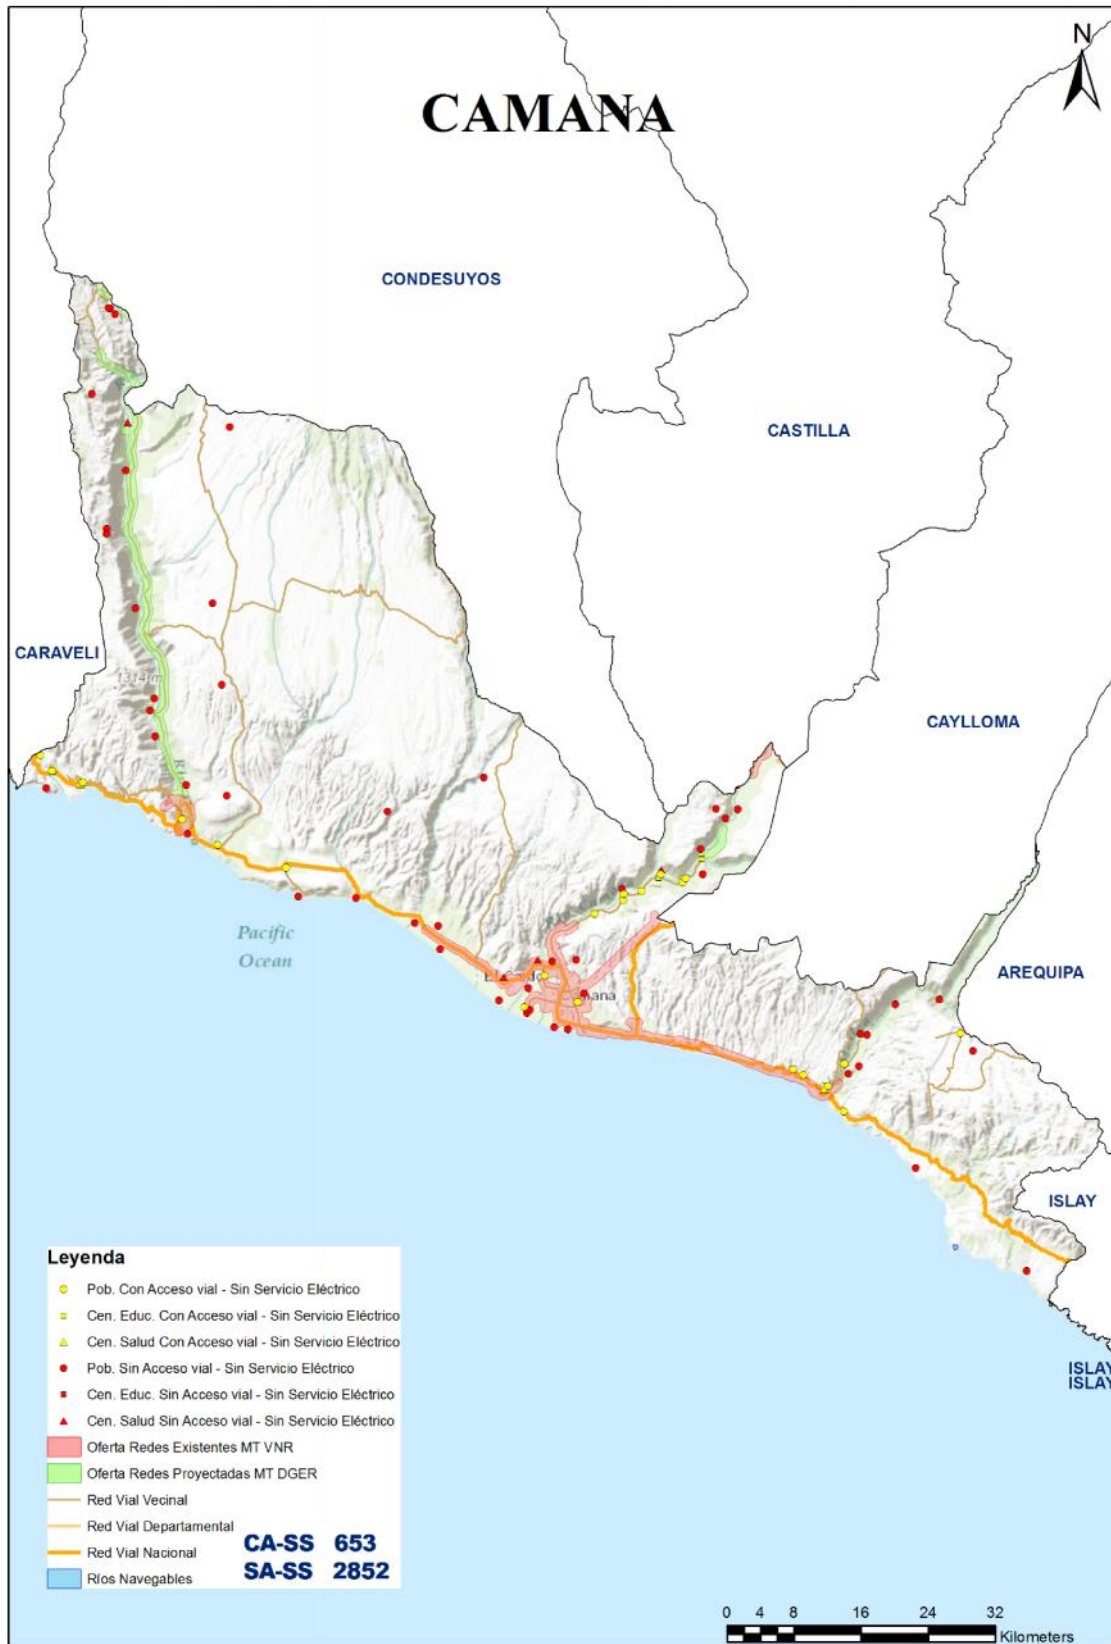 N
CAMANA
CONDESUYOS
CASTILLA
CARAVELI
CAYLLOMA
Pacific
Ocean
AREQUIPA
ISLAY
ISLAY
ISLAY
Leyenda
Pob. Con Acceso vial - Sin Servicio Eléctrico
Cen. Educ. Con Acceso vial - Sin Servicio Eléctrico
Cen. Salud Con Acceso vial - Sin Servicio Eléctrico
Pob. Sin Acceso vial - Sin Servicio Eléctrico
Cen. Educ. Sin Acceso vial - Sin Servicio Eléctrico
Cen. Salud Sin Acceso vial - Sin Servicio Eléctrico
Oferta Redes Existentes MT VNR
Oferta Redes Proyectadas MT DGER
Red Vial Vecinal
Red Vial Departamental
Red Vial Nacional
Ríos Navegables
CA-SS 653
SA-SS 2852
0 4 8 16 24 32
Kilometers